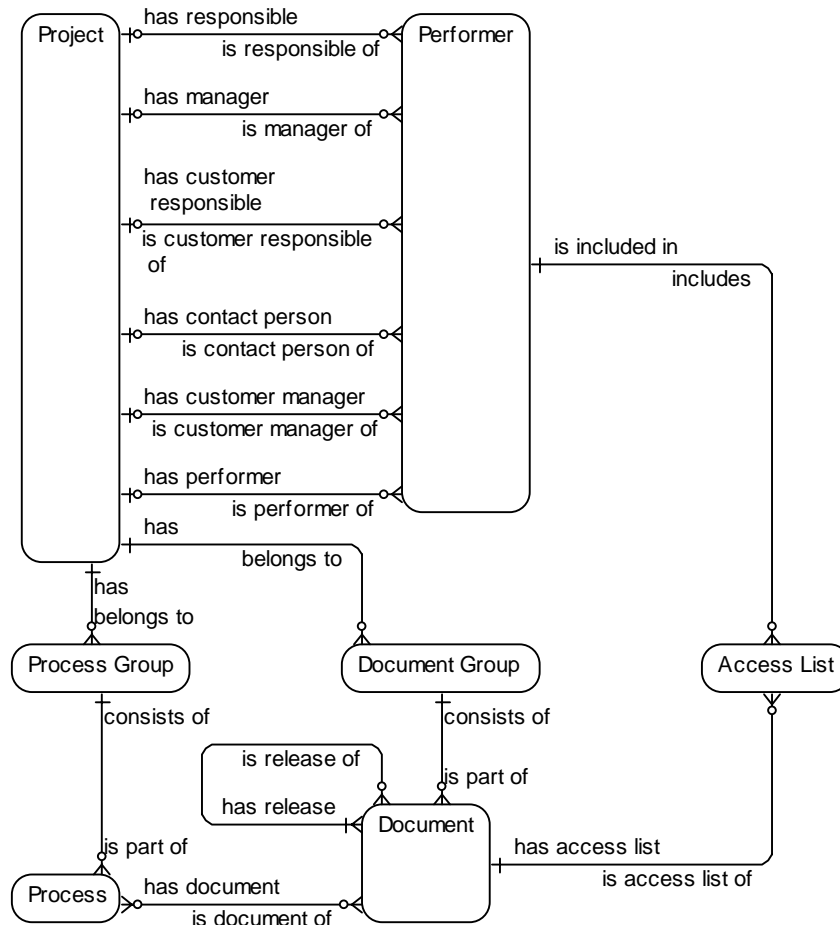 has responsible
Project
Performer
is responsible of
has manager
is manager of
has customer
responsible
is customer responsible
of
is included in
includes
has contact person
is contact person of
has customer manager
is customer manager of
has performer
is performer of
has
belongs to
has
belongs to
Process Group
Document Group
Access List
consists of
consists of
is release of
is part of
has release
Document
is part of
has access list
is access list of
Process
has document
is document of